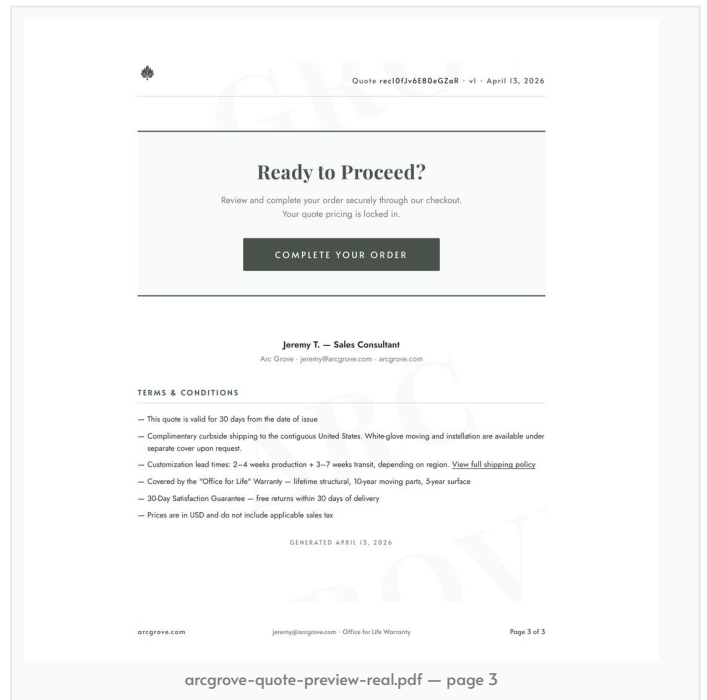 Quote rec10fJv6E80eGZaR · v1 · April 13, 2026
Ready to Proceed?
Review and complete your order securely through our checkout.
Your quote pricing is locked in.
COMPLETE YOUR ORDER
Jeremy T. — Sales Consultant
Arc Grove · jeremy@arcgrove.com · arcgrove.com
TERMS & CONDITIONS
— This quote is valid for 30 days from the date of issue
— Complimentary curbside shipping to the contiguous United States. White-glove moving and installation are available under
separate cover upon request.
— Customization lead times: 2–4 weeks production + 3–7 weeks transit, depending on region. View full shipping policy
— Covered by the "Office for Life" Warranty — lifetime structural, 10-year moving parts, 5-year surface
— 30-Day Satisfaction Guarantee — free returns within 30 days of delivery
— Prices are in USD and do not include applicable sales tax
GENERATED APRIL 13, 2026
arcgrove.com
jeremy@arcgrove.com · Office for Life Warranty
Page 3 of 3
arcgrove-quote-preview-real.pdf — page 3